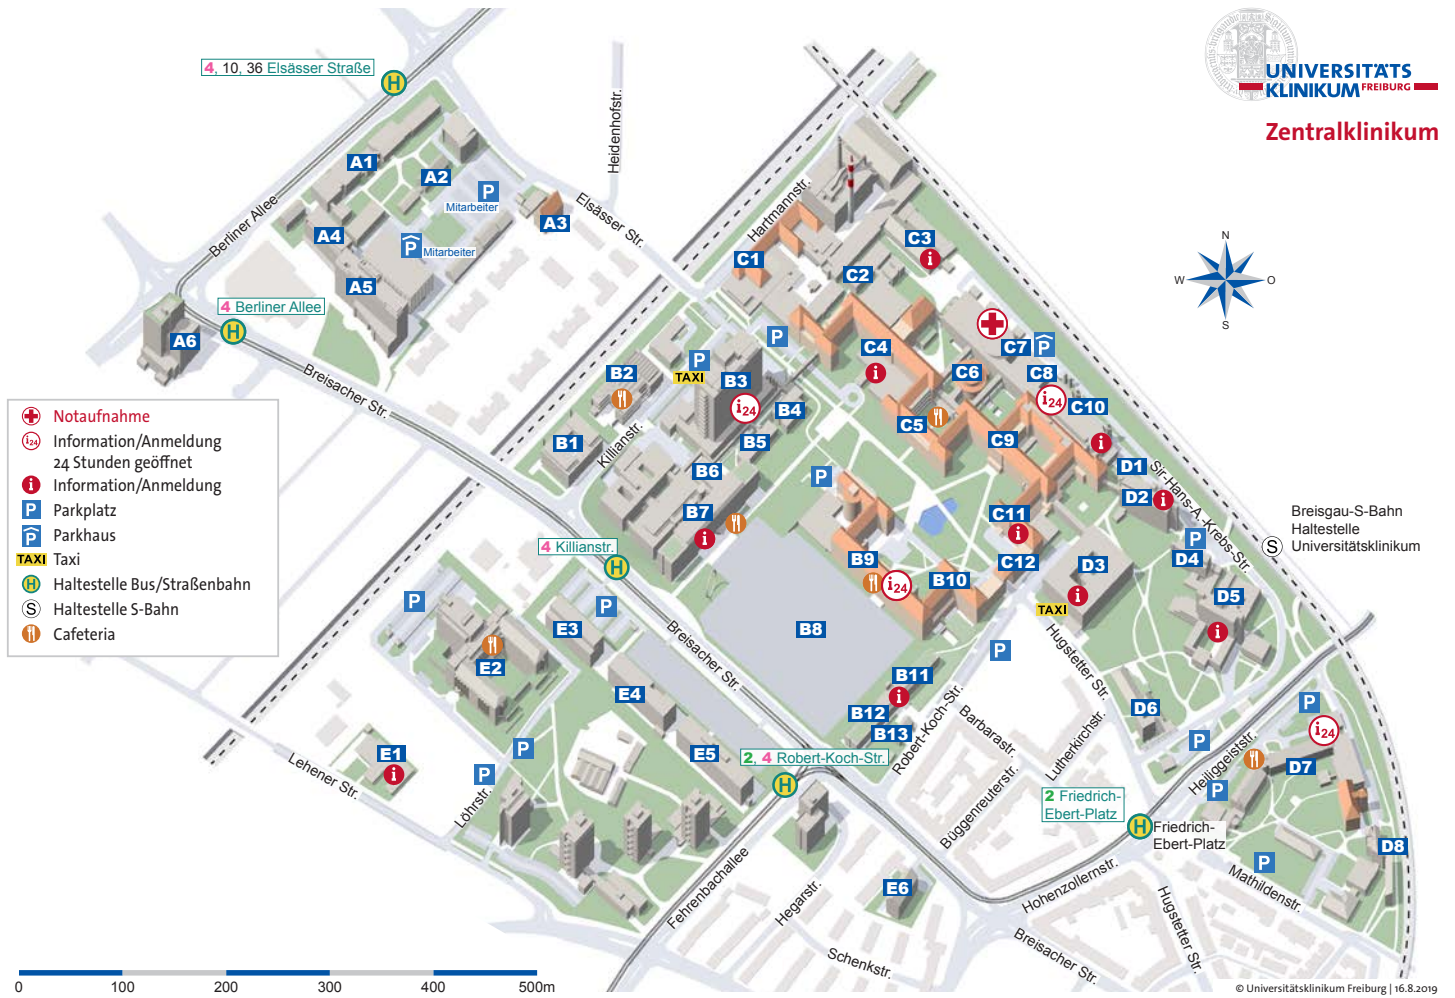 UNIVERSITÄTS
KLINIKUM FREIBURG
Zentralklinikum
4, 10, 36 Elsässer Straße
H
Heidenhofstr.
Berliner Allee
A1
A2
P
Mitarbeiter
A3
Elsässer Str.
A4
P
Mitarbeiter
A5
4 Berliner Allee
H
A6
Breisacher Str.
Hartmannstr.
C1
C2
C3
i
N
W
O
S
P
C4
i
C7
P
C6
C8
i24
C10
i
C5
C9
P
TAXI
B2
B3
i24
B4
B5
B1
Killianstr.
B6
B7
i
P
D1
D2
i
Sir-Hans-A.-Krebs-Str.
Breisgau-S-Bahn
Haltestelle
Universitätsklinikum
S
C11
i
C12
P
D4
D3
i
TAXI
D5
i
B9
i24
B10
B8
4 Killianstr.
H
P
P
E3
E2
Breisacher Str.
E4
E5
E1
i
Lehener Str.
P
P
Löhrstr.
B11
i
B12
B13
Robert-Koch-Str.
P
Hugstetter Str.
Barbarastr.
Lutherkirchstr.
Büggenreuterstr.
D6
P
P
i24
Heiliggeiststr.
D7
P
D8
P
Mathildenstr.
2, 4 Robert-Koch-Str.
H
2 Friedrich-
Ebert-Platz
H
Friedrich-
Ebert-Platz
Fehrenbachallee
Hegarstr.
E6
Schenkstr.
Hohenzollernstr.
Breisacher Str.
Hugstetter Str.
Notaufnahme
i24 Information/Anmeldung
24 Stunden geöffnet
i Information/Anmeldung
P Parkplatz
P Parkhaus
TAXI Taxi
H Haltestelle Bus/Straßenbahn
S Haltestelle S-Bahn
Cafeteria
0 100 200 300 400 500m
© Universitätsklinikum Freiburg | 16.8.2019